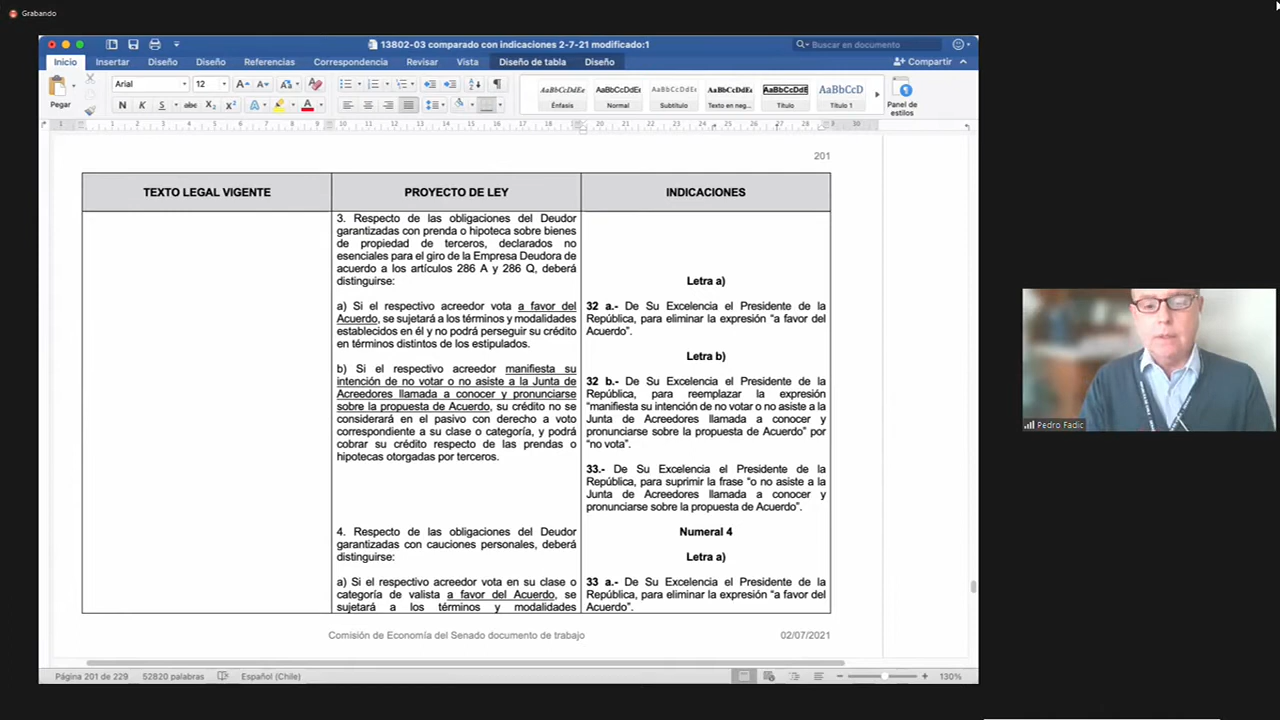 Grabando
13802-03 comparado con indicaciones 2-7-21 modificado:1
Buscar en documento
Inicio Insertar Diseño Diseño Referencias Correspondencia Revisar Vista Diseño de tabla Diseño Compartir
Pegar
Arial 12
N K S abc X₂ X²
AaBbCcDdEe AaBbCcDdEe AaBbCcDdEe AaBbCcDdEe AaBbCcDdE AaBbCcD
Énfasis Normal Subtítulo Texto en neg... Título Título 1
Panel de
estilos
201
TEXTO LEGAL VIGENTE PROYECTO DE LEY INDICACIONES
3. Respecto de las obligaciones del Deudor
garantizadas con prenda o hipoteca sobre bienes
de propiedad de terceros, declarados no
esenciales para el giro de la Empresa Deudora de
acuerdo a los artículos 286 A y 286 Q, deberá
distinguirse:
a) Si el respectivo acreedor vota a favor del
Acuerdo, se sujetará a los términos y modalidades
establecidos en él y no podrá perseguir su crédito
en términos distintos de los estipulados.
b) Si el respectivo acreedor manifiesta su
intención de no votar o no asiste a la Junta de
Acreedores llamada a conocer y pronunciarse
sobre la propuesta de Acuerdo, su crédito no se
considerará en el pasivo con derecho a voto
correspondiente a su clase o categoría, y podrá
cobrar su crédito respecto de las prendas o
hipotecas otorgadas por terceros.
4. Respecto de las obligaciones del Deudor
garantizadas con cauciones personales, deberá
distinguirse:
a) Si el respectivo acreedor vota en su clase o
categoría de valista a favor del Acuerdo, se
sujetará a los términos y modalidades
Letra a)
32 a.- De Su Excelencia el Presidente de la
República, para eliminar la expresión “a favor del
Acuerdo”.
Letra b)
32 b.- De Su Excelencia el Presidente de la
República, para reemplazar la expresión
“manifiesta su intención de no votar o no asiste a la
Junta de Acreedores llamada a conocer y
pronunciarse sobre la propuesta de Acuerdo” por
“no vota”.
33.- De Su Excelencia el Presidente de la
República, para suprimir la frase “o no asiste a la
Junta de Acreedores llamada a conocer y
pronunciarse sobre la propuesta de Acuerdo”.
Numeral 4
Letra a)
33 a.- De Su Excelencia el Presidente de la
República, para eliminar la expresión “a favor del
Acuerdo”.
Comisión de Economía del Senado documento de trabajo 02/07/2021
Página 201 de 229 52820 palabras Español (Chile) 130%
Pedro Fadic